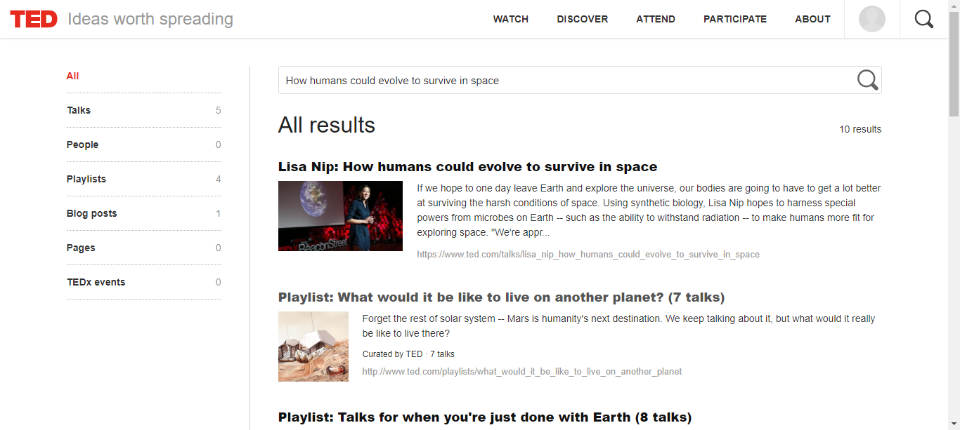 TED Ideas worth spreading
WATCH DISCOVER ATTEND PARTICIPATE ABOUT
All
Talks 5
People 0
Playlists 4
Blog posts 1
Pages 0
TEDx events 0
How humans could evolve to survive in space
All results
10 results
Lisa Nip: How humans could evolve to survive in space
If we hope to one day leave Earth and explore the universe, our bodies are going to have to get a lot better
at surviving the harsh conditions of space. Using synthetic biology, Lisa Nip hopes to harness special
powers from microbes on Earth -- such as the ability to withstand radiation -- to make humans more fit for
exploring space. "We're appr...
https://www.ted.com/talks/lisa_nip_how_humans_could_evolve_to_survive_in_space
BeaconStreet
Playlist: What would it be like to live on another planet? (7 talks)
Forget the rest of solar system -- Mars is humanity's next destination. We keep talking about it, but what would it really
be like to live there?
Curated by TED · 7 talks
http://www.ted.com/playlists/what_would_it_be_like_to_live_on_another_planet
Playlist: Talks for when you're just done with Earth (8 talks)